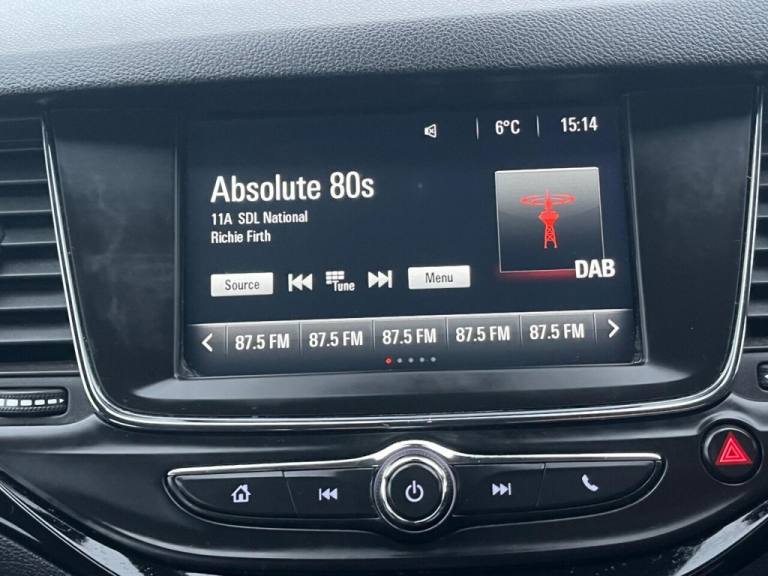 6°C 15:14
Absolute 80s
11A SDL National
Richie Firth
DAB
Source Tune Menu
87.5 FM 87.5 FM 87.5 FM 87.5 FM 87.5 FM